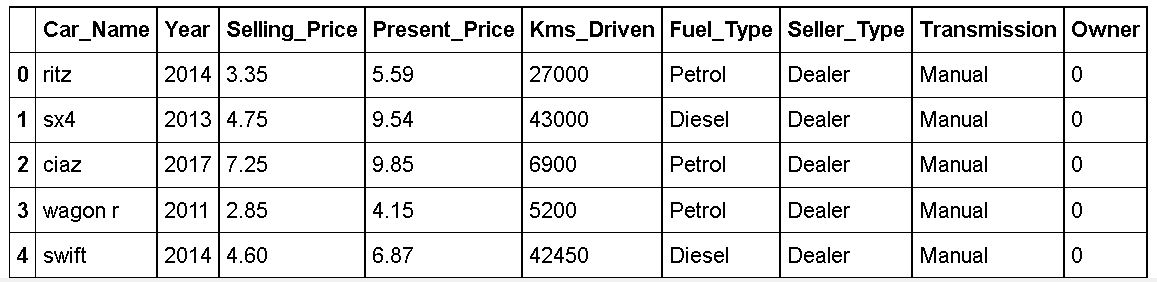 Car_Name Year Selling_Price Present_Price Kms_Driven Fuel_Type Seller_Type Transmission Owner
0 ritz 2014 3.35 5.59 27000 Petrol Dealer Manual 0
1 sx4 2013 4.75 9.54 43000 Diesel Dealer Manual 0
2 ciaz 2017 7.25 9.85 6900 Petrol Dealer Manual 0
3 wagon r 2011 2.85 4.15 5200 Petrol Dealer Manual 0
4 swift 2014 4.60 6.87 42450 Diesel Dealer Manual 0